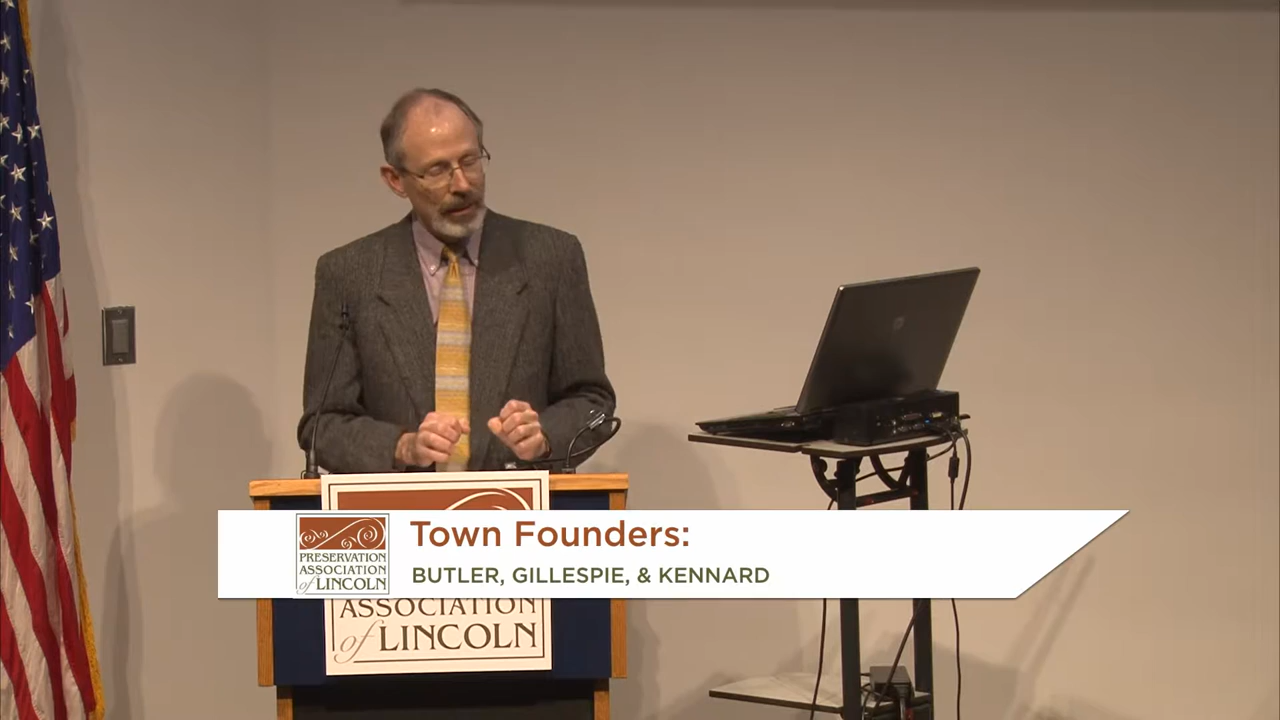 Town Founders:
BUTLER, GILLESPIE, & KENNARD
PRESERVATION
ASSOCIATION
of LINCOLN
ASSOCIATION
of LINCOLN